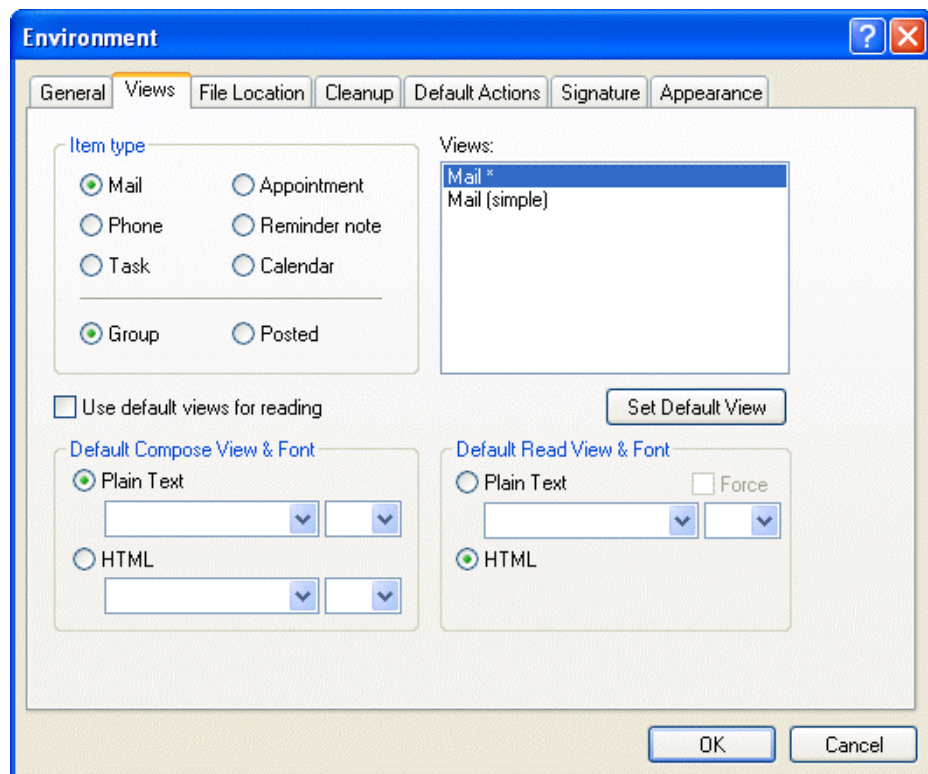 Environment
General Views File Location Cleanup Default Actions Signature Appearance
Item type
Mail Appointment
Phone Reminder note
Task Calendar
Group Posted
Views:
Mail *
Mail (simple)
Use default views for reading
Set Default View
Default Compose View & Font
Plain Text
HTML
Default Read View & Font
Plain Text Force
HTML
OK Cancel